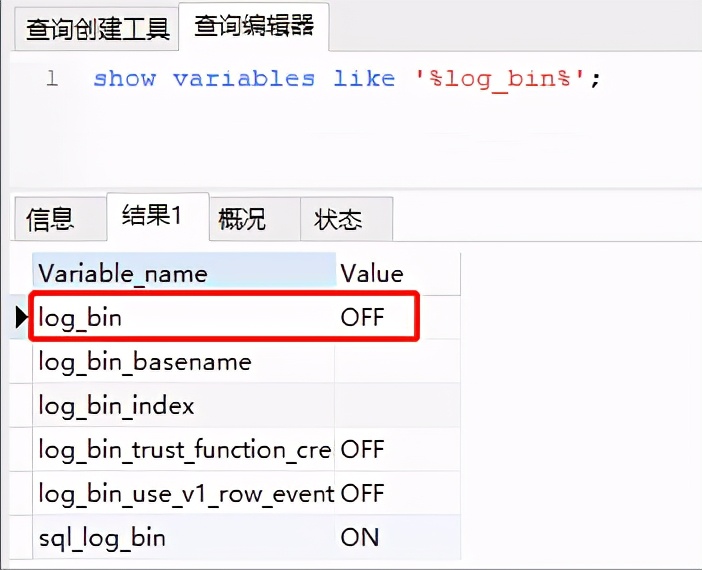 查询创建工具 查询编辑器
1 show variables like '%log_bin%';
信息 结果1 概况 状态
Variable_name Value
log_bin OFF
log_bin_basename
log_bin_index
log_bin_trust_function_cre OFF
log_bin_use_v1_row_event OFF
sql_log_bin ON